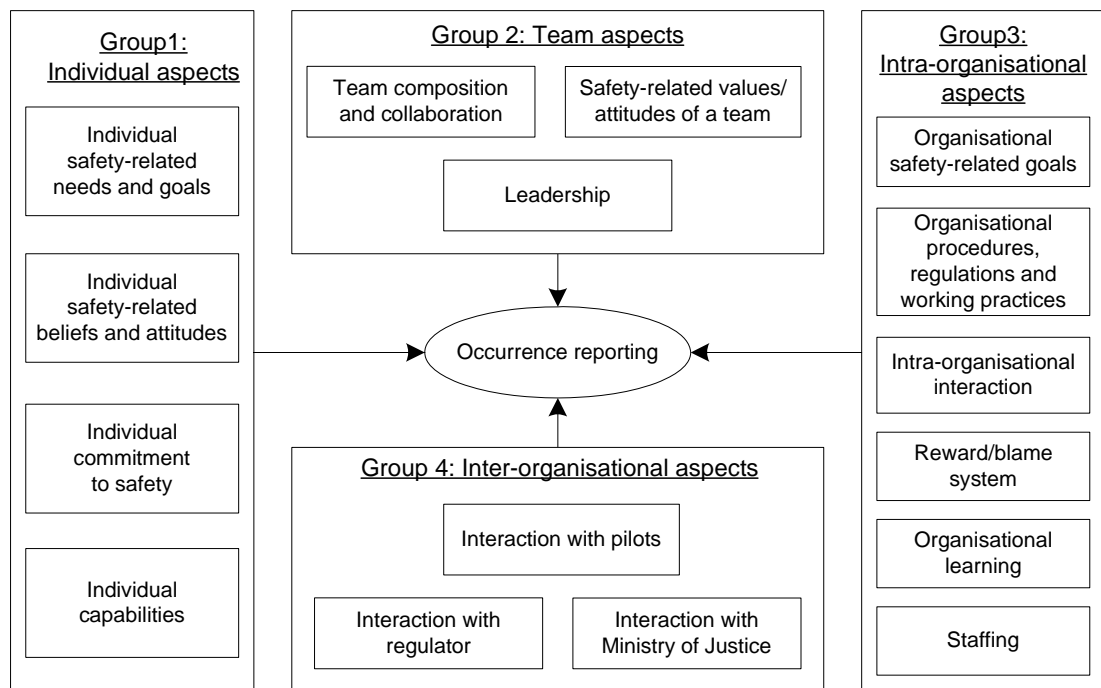 Group1:
Individual aspects
Individual
safety-related
needs and goals
Individual
safety-related
beliefs and attitudes
Individual
commitment
to safety
Individual
capabilities
Group 2: Team aspects
Team composition
and collaboration
Safety-related values/
attitudes of a team
Leadership
Occurrence reporting
Group 4: Inter-organisational aspects
Interaction with pilots
Interaction with
regulator
Interaction with
Ministry of Justice
Group3:
Intra-organisational
aspects
Organisational
safety-related goals
Organisational
procedures,
regulations and
working practices
Intra-organisational
interaction
Reward/blame
system
Organisational
learning
Staffing